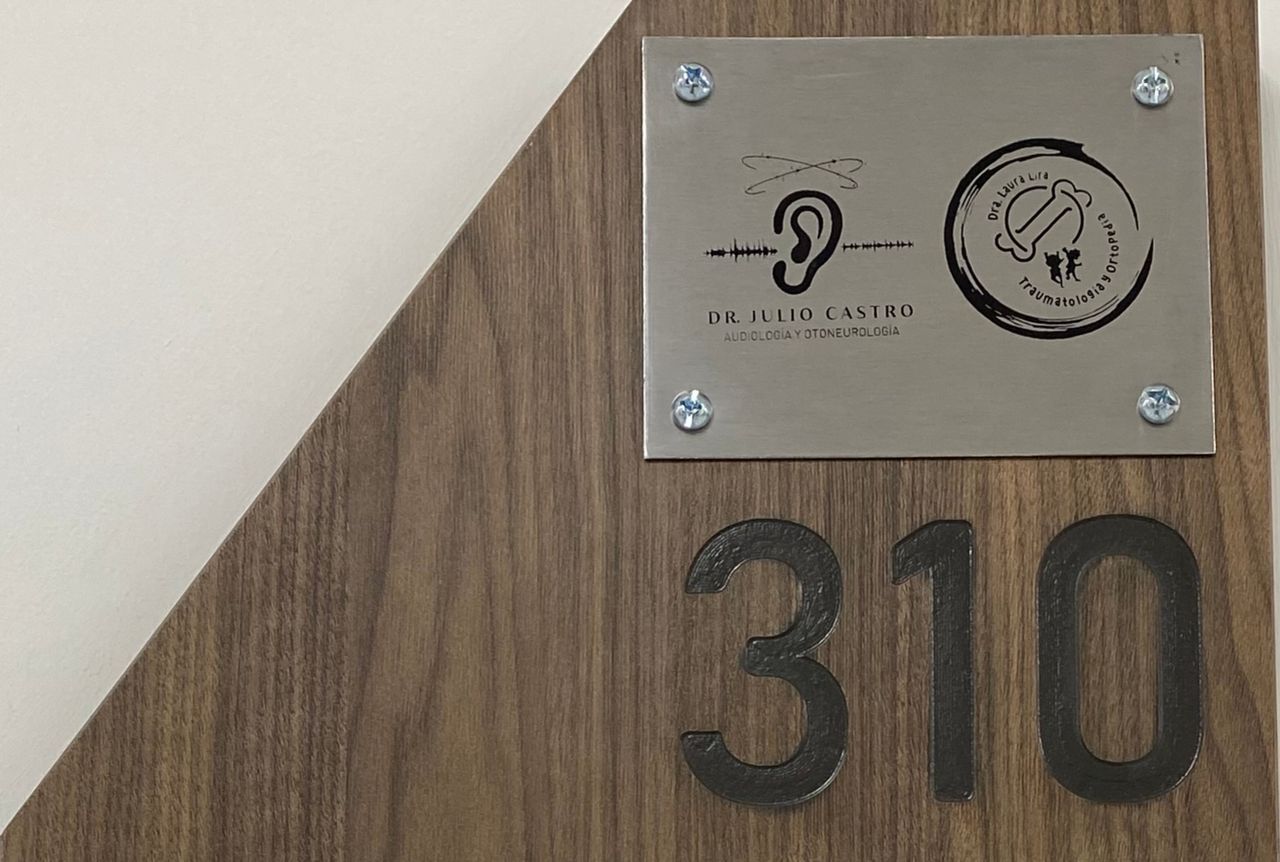 DR. JULIO CASTRO
AUDIOLOGÍA Y OTONEUROLOGÍA
Dra. Laura Lira
Traumatología y Ortopedia
310